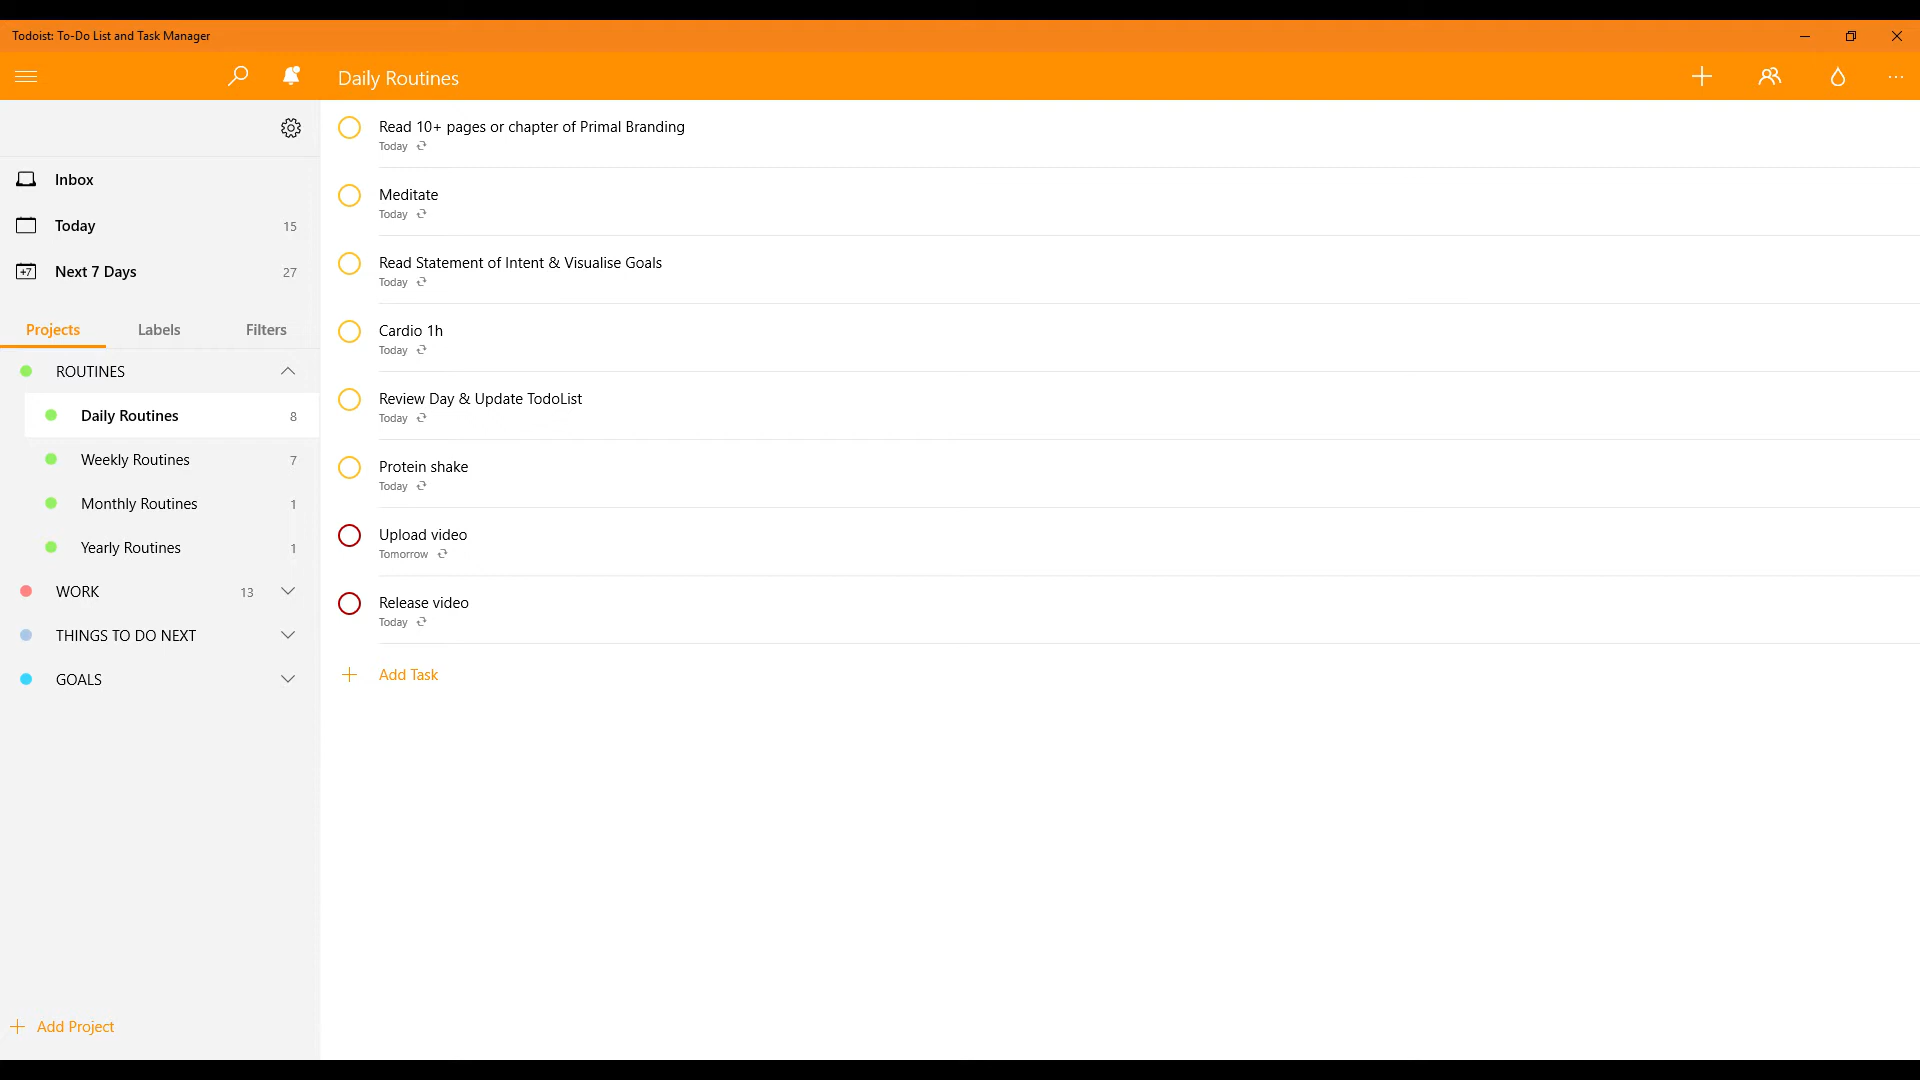 Todoist: To-Do List and Task Manager
Daily Routines
Inbox
Today 15
+7 Next 7 Days 27
Projects Labels Filters
ROUTINES
Daily Routines 8
Weekly Routines 7
Monthly Routines 1
Yearly Routines 1
WORK 13
THINGS TO DO NEXT
GOALS
Add Project
Read 10+ pages or chapter of Primal Branding
Today
Meditate
Today
Read Statement of Intent & Visualise Goals
Today
Cardio 1h
Today
Review Day & Update TodoList
Today
Protein shake
Today
Upload video
Tomorrow
Release video
Today
Add Task